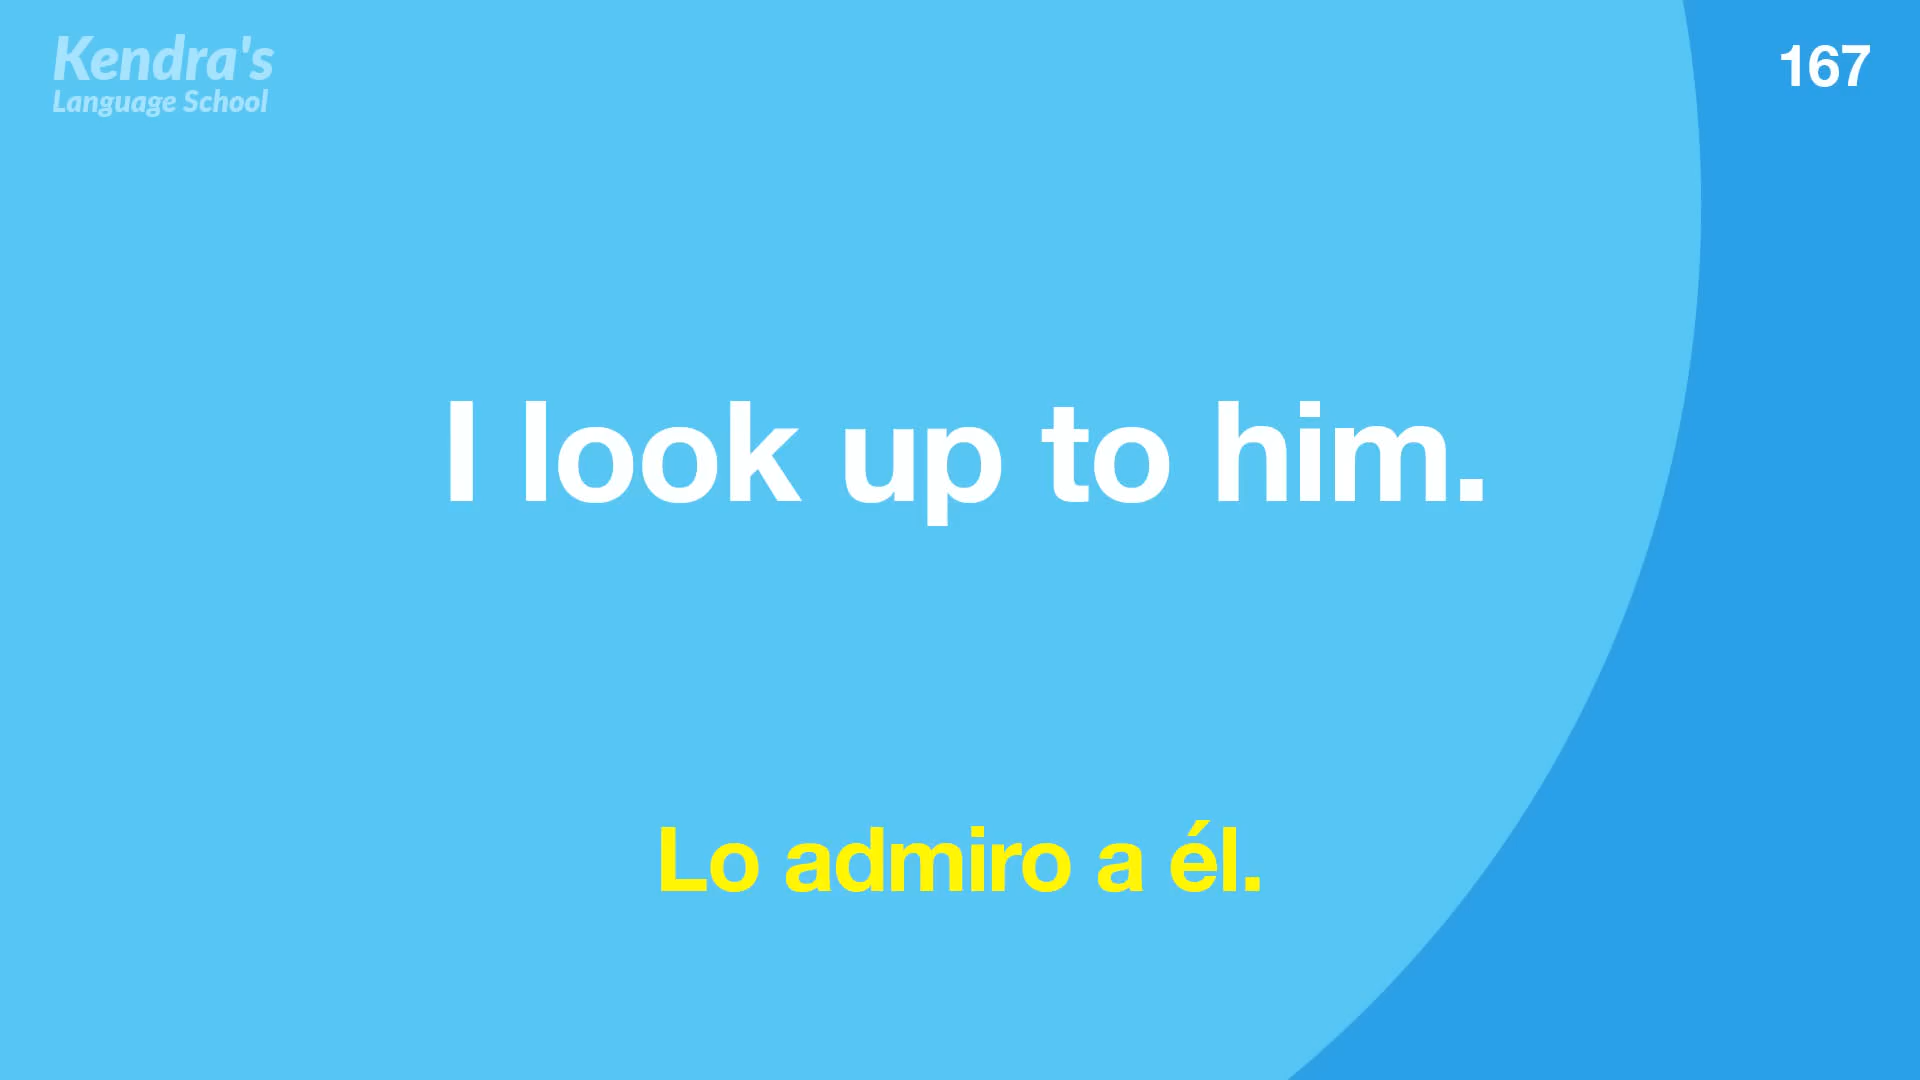 Kendra's
Language School
167
I look up to him.
Lo admiro a él.